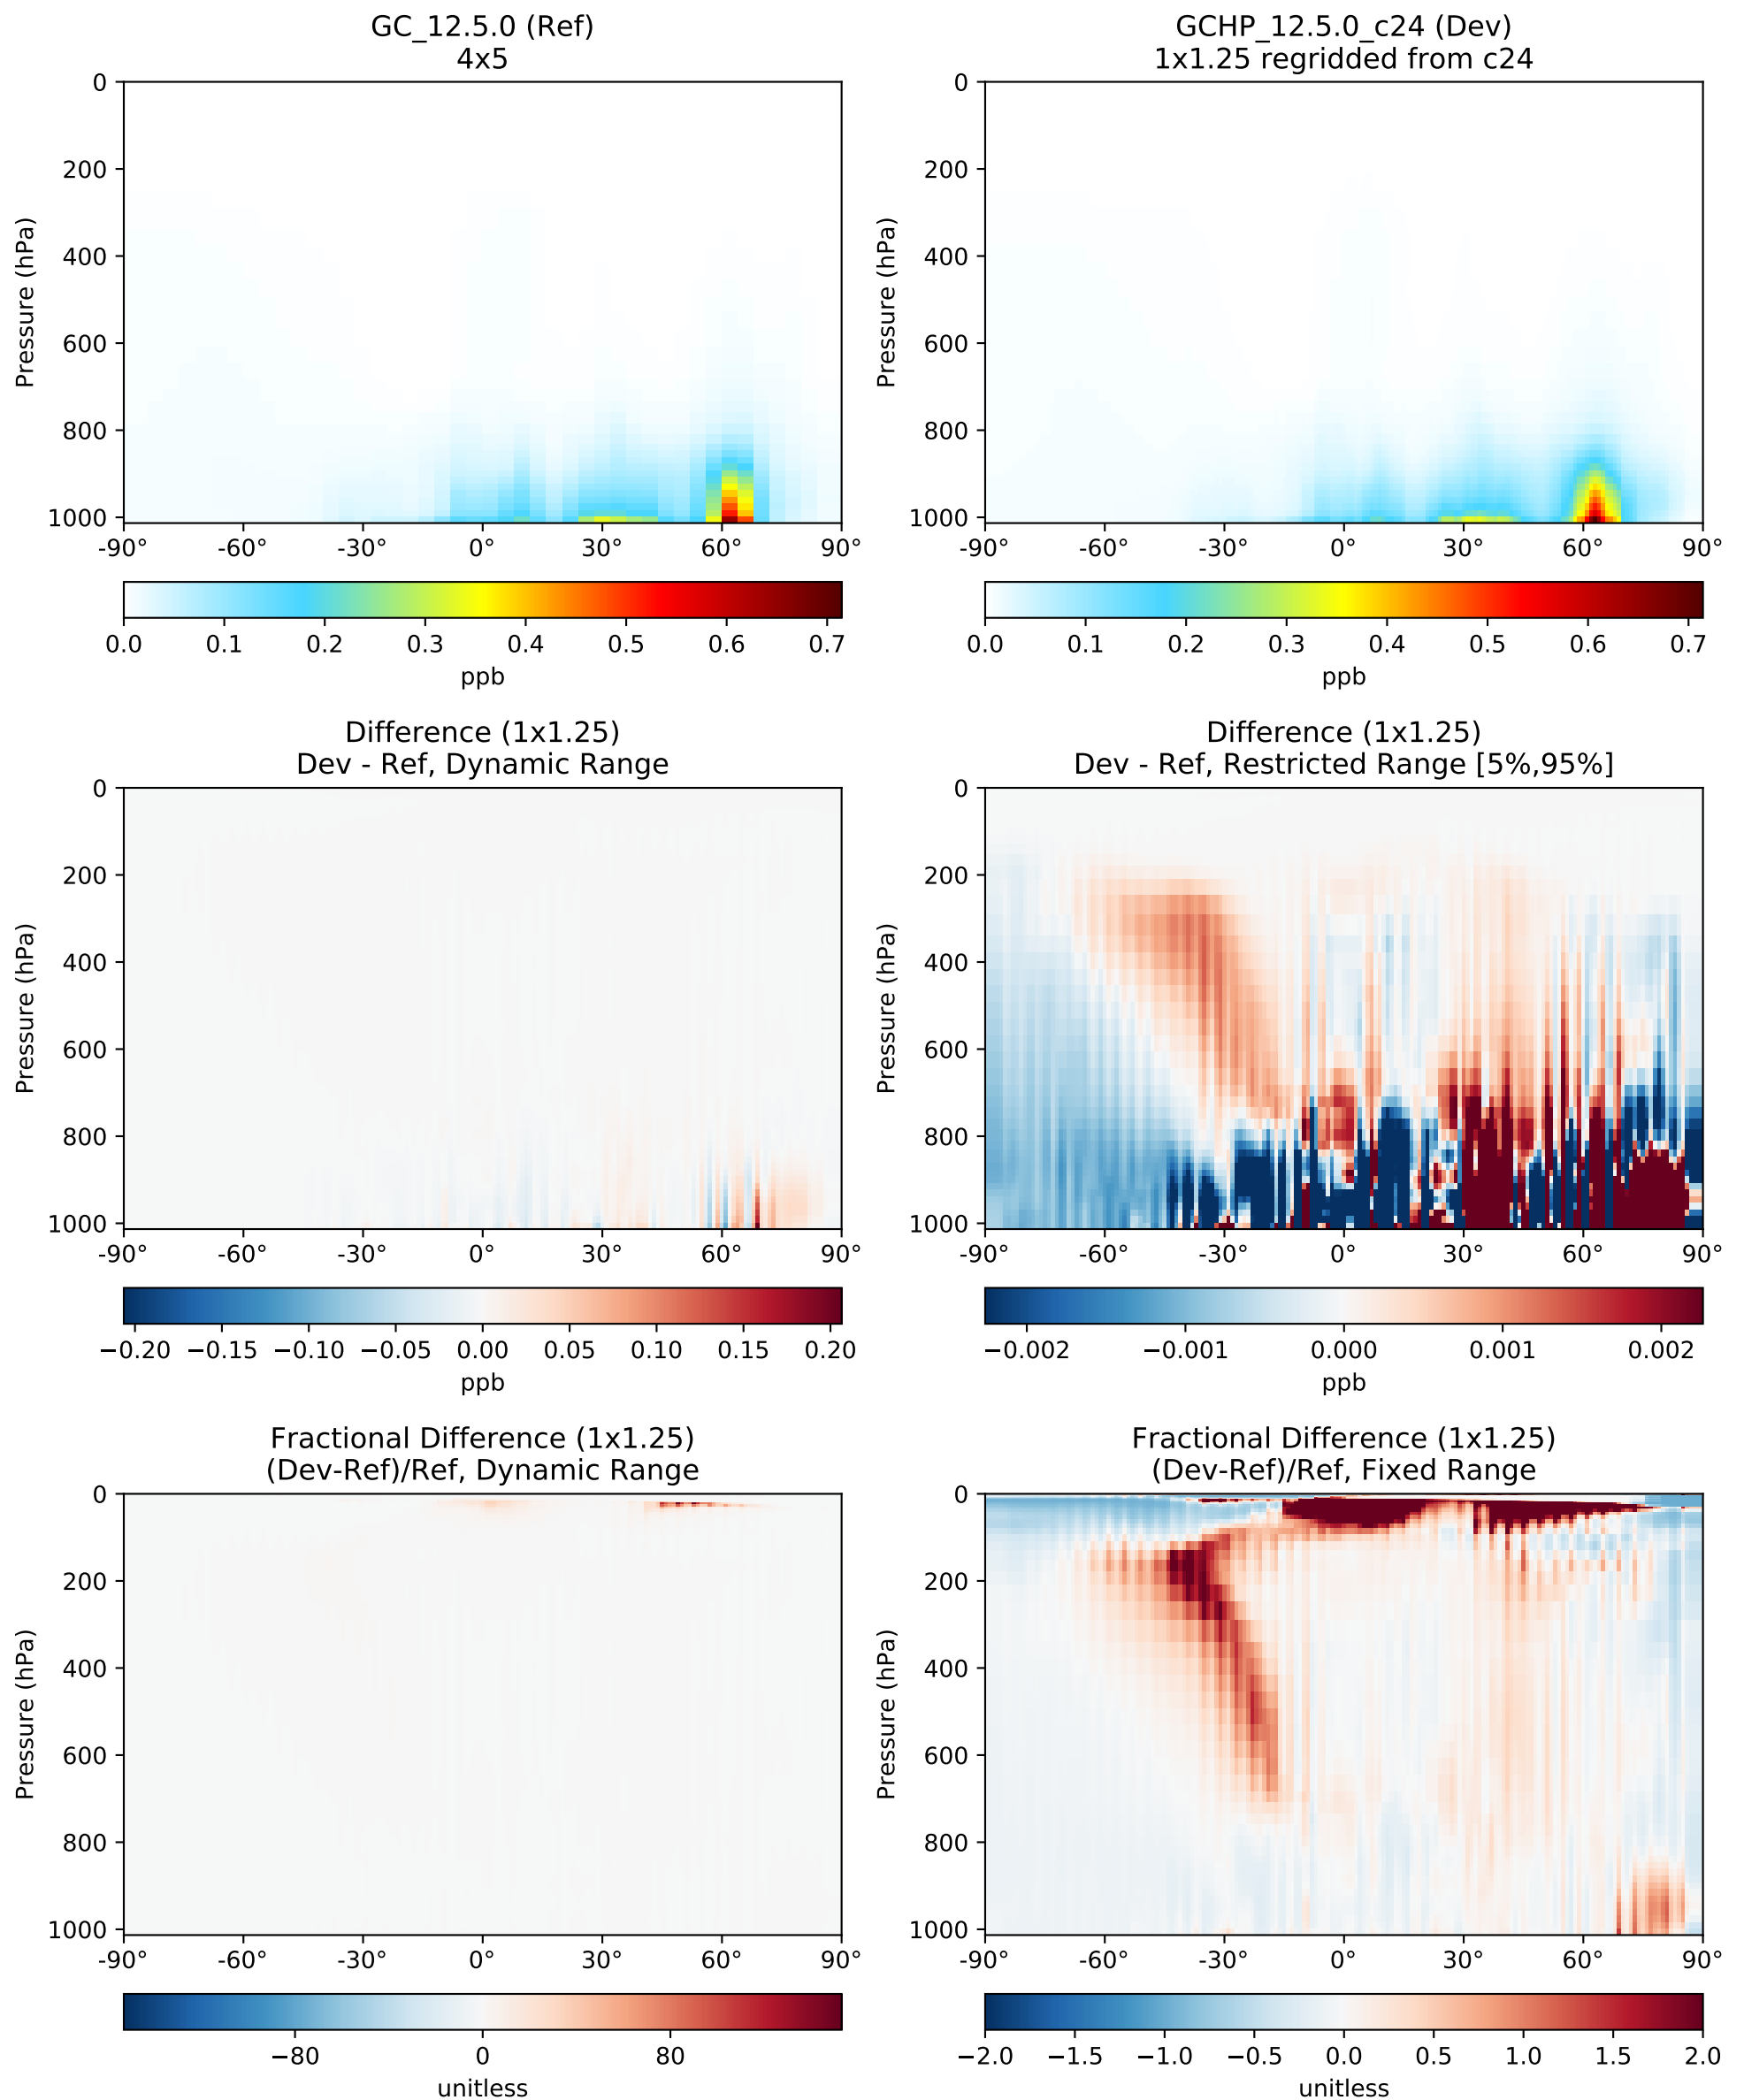 GC_12.5.0 (Ref)
4x5
Pressure (hPa)
0
200
400
600
800
1000
-90° -60° -30° 0° 30° 60° 90°
0.0 0.1 0.2 0.3 0.4 0.5 0.6 0.7
ppb
GCHP_12.5.0_c24 (Dev)
1x1.25 regridded from c24
Pressure (hPa)
0
200
400
600
800
1000
-90° -60° -30° 0° 30° 60° 90°
0.0 0.1 0.2 0.3 0.4 0.5 0.6 0.7
ppb
Difference (1x1.25)
Dev - Ref, Dynamic Range
Pressure (hPa)
0
200
400
600
800
1000
-90° -60° -30° 0° 30° 60° 90°
−0.20 −0.15 −0.10 −0.05 0.00 0.05 0.10 0.15 0.20
ppb
Difference (1x1.25)
Dev - Ref, Restricted Range [5%,95%]
Pressure (hPa)
0
200
400
600
800
1000
-90° -60° -30° 0° 30° 60° 90°
−0.002 −0.001 0.000 0.001 0.002
ppb
Fractional Difference (1x1.25)
(Dev-Ref)/Ref, Dynamic Range
Pressure (hPa)
0
200
400
600
800
1000
-90° -60° -30° 0° 30° 60° 90°
−80 0 80
unitless
Fractional Difference (1x1.25)
(Dev-Ref)/Ref, Fixed Range
Pressure (hPa)
0
200
400
600
800
1000
-90° -60° -30° 0° 30° 60° 90°
−2.0 −1.5 −1.0 −0.5 0.0 0.5 1.0 1.5 2.0
unitless